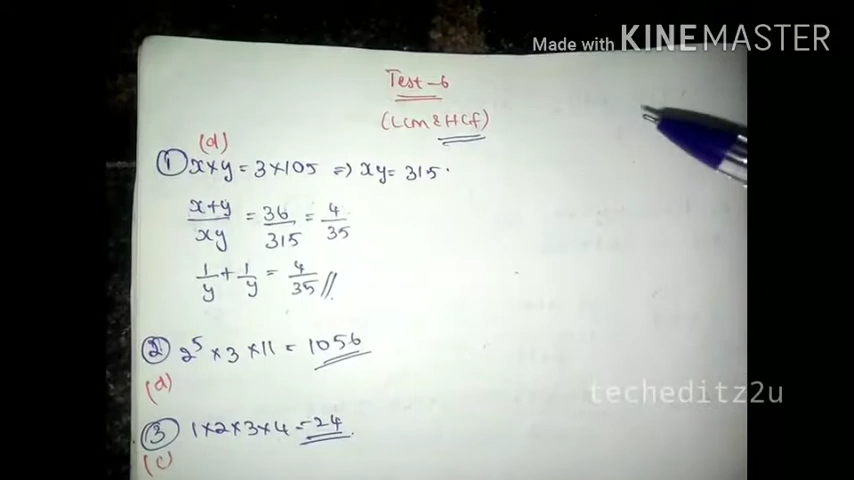 Made with KINEMASTER
Test-6
(LCM & HCf)
(d)
① x×y = 3×105 => xy = 315.
x+y/xy = 36/315 = 4/35
1/y + 1/y = 4/35 //
② 2⁵ × 3 × 11 = 1056
(d)
techeditz2u
③ 1×2×3×4 = 24.
(c)